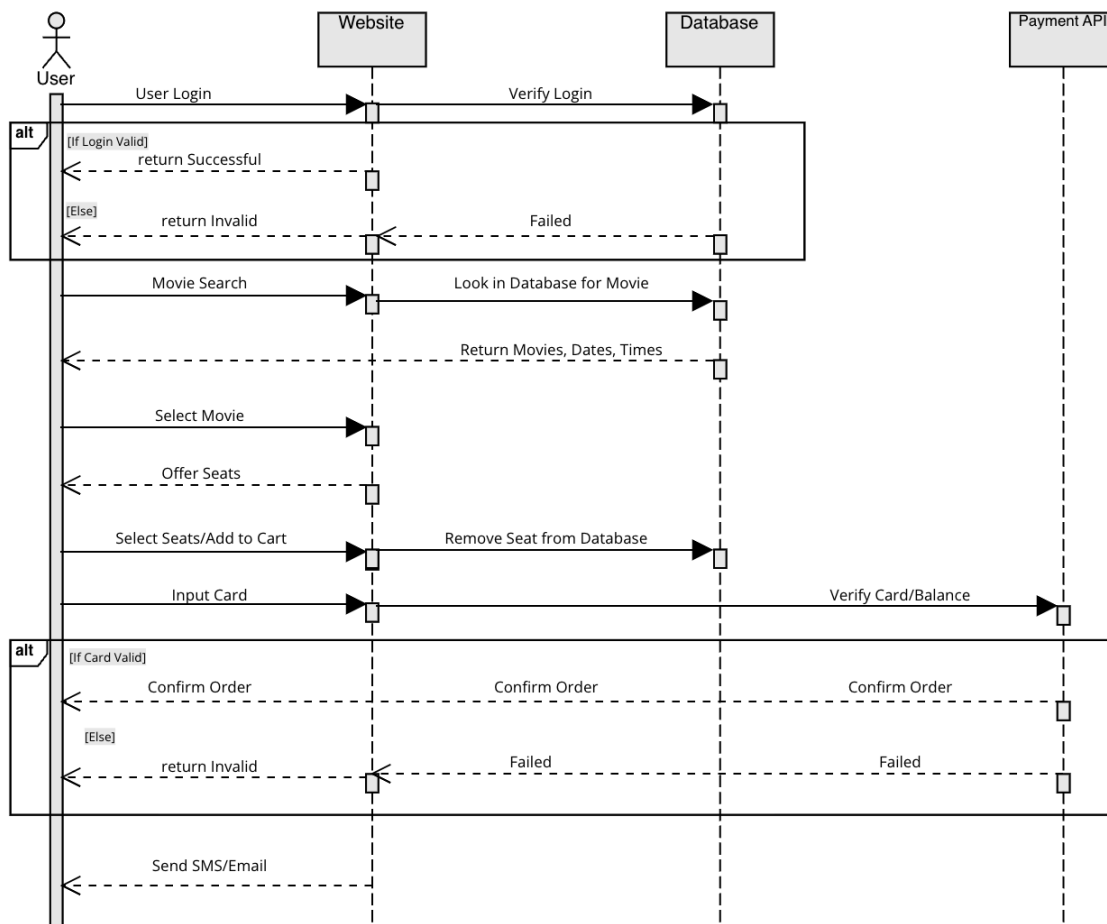 Website
Database
Payment API
User
User Login
Verify Login
alt
[If Login Valid]
return Successful
[Else]
return Invalid
Failed
Movie Search
Look in Database for Movie
Return Movies, Dates, Times
Select Movie
Offer Seats
Select Seats/Add to Cart
Remove Seat from Database
Input Card
Verify Card/Balance
alt
[If Card Valid]
Confirm Order
Confirm Order
Confirm Order
[Else]
return Invalid
Failed
Failed
Send SMS/Email